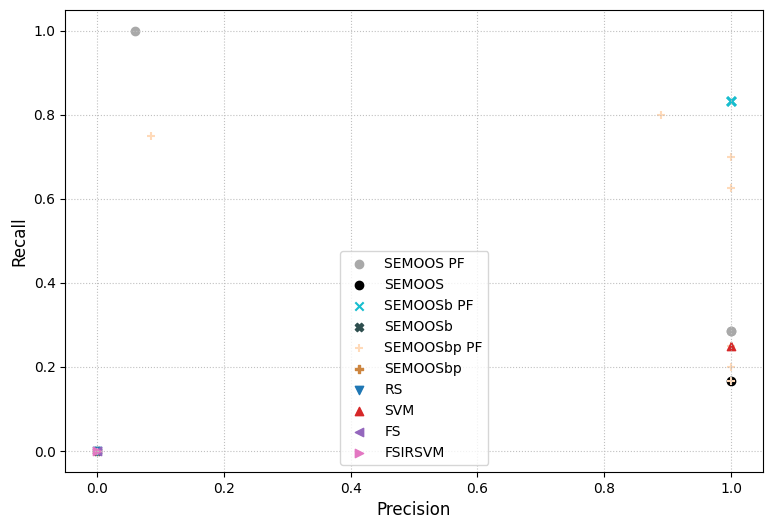 1.0
0.8
0.6
0.4
0.2
0.0
Recall
SEMOOS PF
SEMOOS
SEMOOSb PF
SEMOOSb
SEMOOSbp PF
SEMOOSbp
RS
SVM
FS
FSIRSVM
0.0 0.2 0.4 0.6 0.8 1.0
Precision